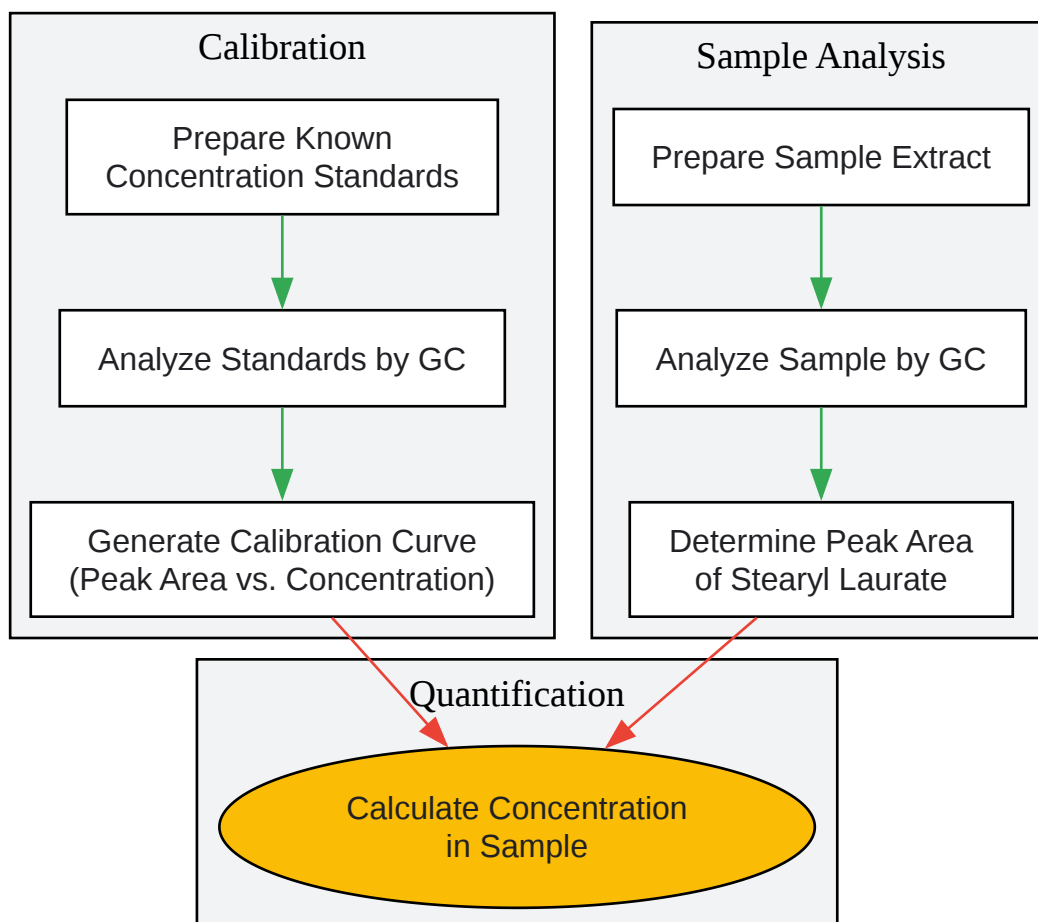 Calibration
Prepare Known
Concentration Standards
Analyze Standards by GC
Generate Calibration Curve
(Peak Area vs. Concentration)
Sample Analysis
Prepare Sample Extract
Analyze Sample by GC
Determine Peak Area
of Stearyl Laurate
Quantification
Calculate Concentration
in Sample